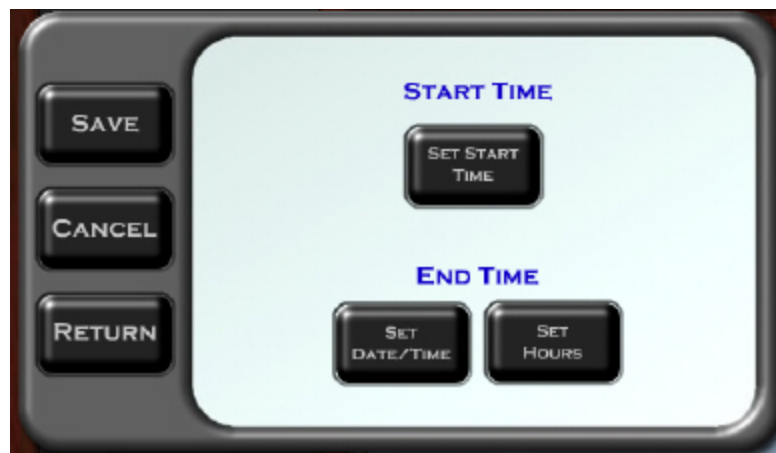 SAVE
CANCEL
RETURN
START TIME
SET START
TIME
END TIME
SET
DATE/TIME
SET
HOURS